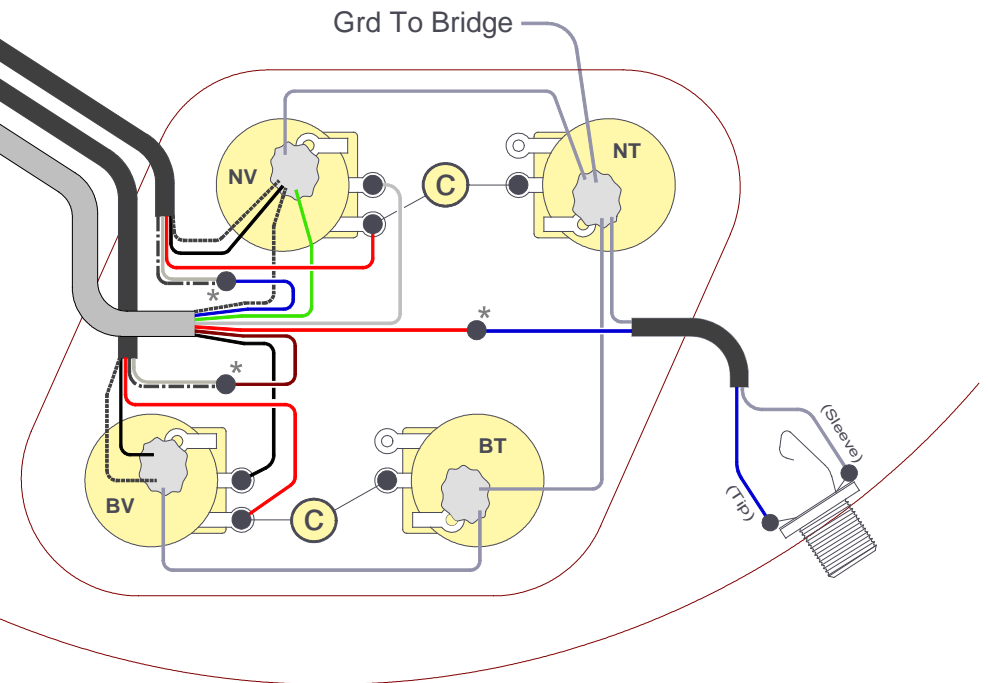 Grd To Bridge
NV
C
NT
*
*
*
BV
C
BT
(Sleeve)
(Tip)